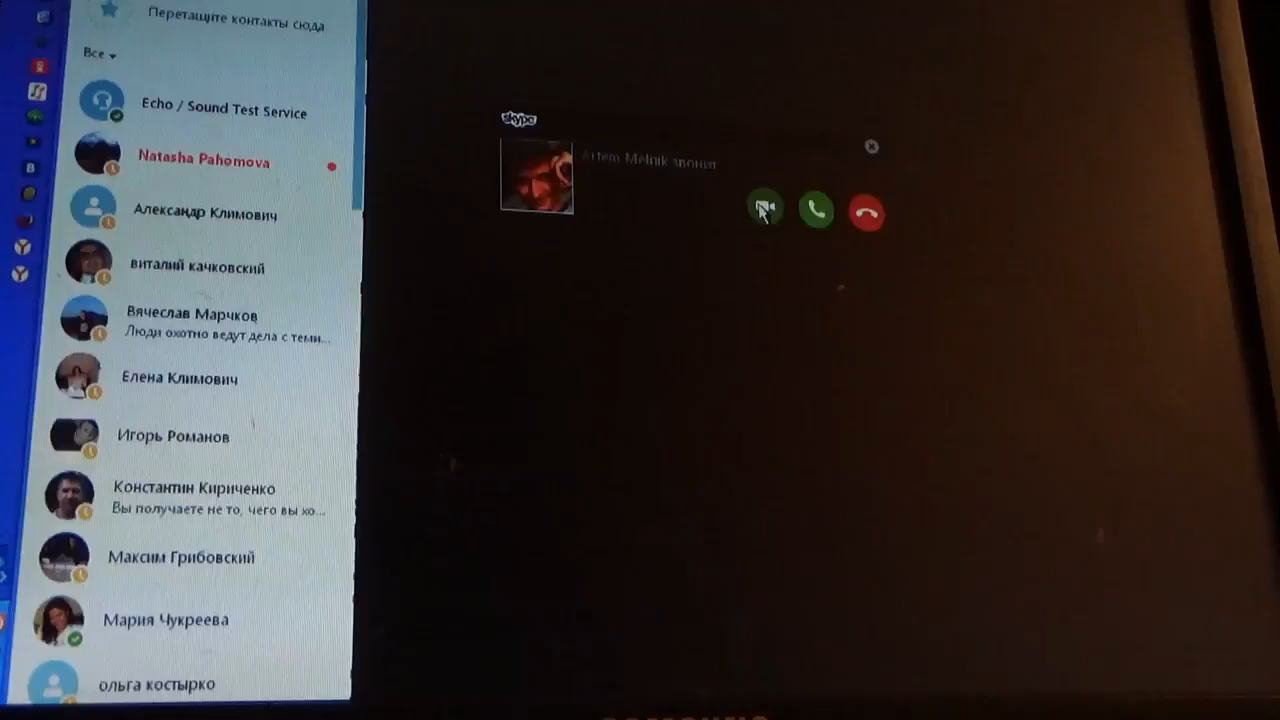 Перетащите контакты сюда
Все
Echo / Sound Test Service
Natasha Pahomova
Александр Климович
виталий качковский
Вячеслав Марчков
Люди охотно ведут дела с теми...
Елена Климович
Игорь Романов
Константин Кириченко
Вы получаете не то, чего вы хо...
Максим Грибовский
Мария Чукреева
ольга костырко
skype
Artem Melnik звонит
SAMSUNG